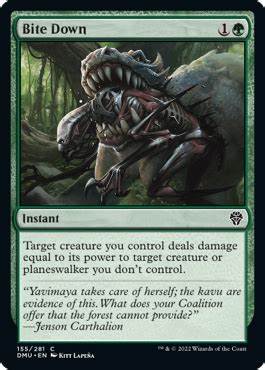 Bite Down 1
Instant
Target creature you control deals damage
equal to its power to target creature or
planeswalker you don't control.
"Yavimaya takes care of herself; the kavu are
evidence of this. What does your Coalition
offer that the forest cannot provide?"
—Jenson Carthalion
155/281 C
DMU • EN Kitt Lapeña ™ & © 2022 Wizards of the Coast